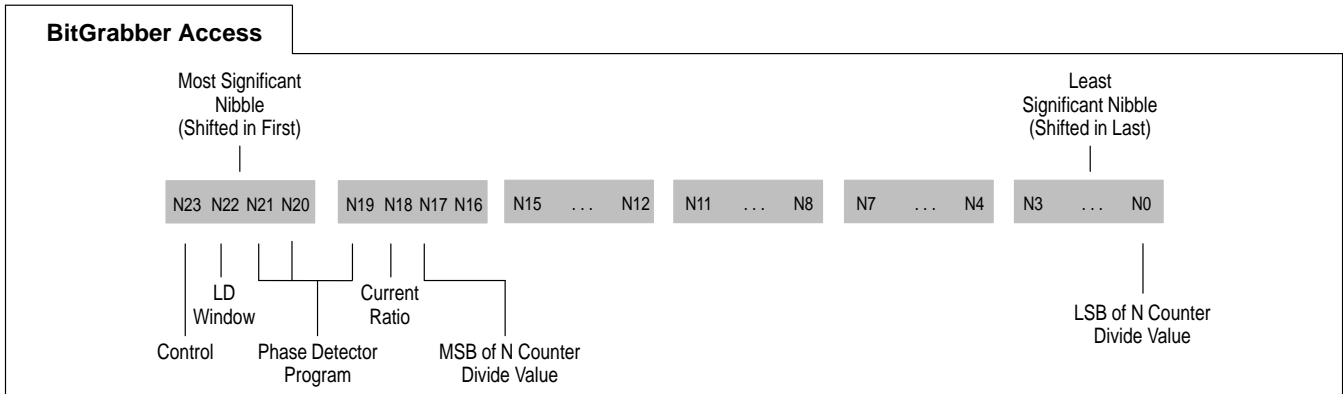 BitGrabber Access
Most Significant
Nibble
(Shifted in First)
Least
Significant Nibble
(Shifted in Last)
N23 N22 N21 N20 N19 N18 N17 N16 N15 . . . N12 N11 . . . N8 N7 . . . N4 N3 . . . N0
LD
Window
Current
Ratio
LSB of N Counter
Divide Value
Control
Phase Detector
Program
MSB of N Counter
Divide Value